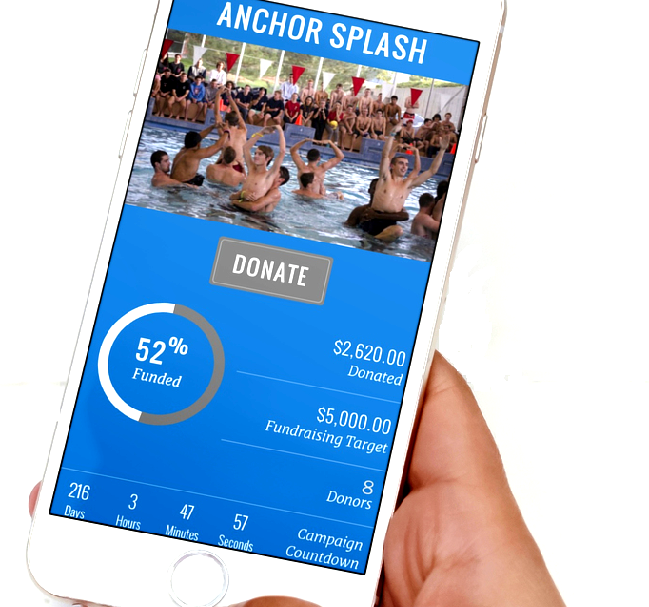 ANCHOR SPLASH
DONATE
52%
Funded
$2,620.00
Donated
$5,000.00
Fundraising Target
8
Donors
216
Days
3
Hours
47
Minutes
57
Seconds
Campaign
Countdown